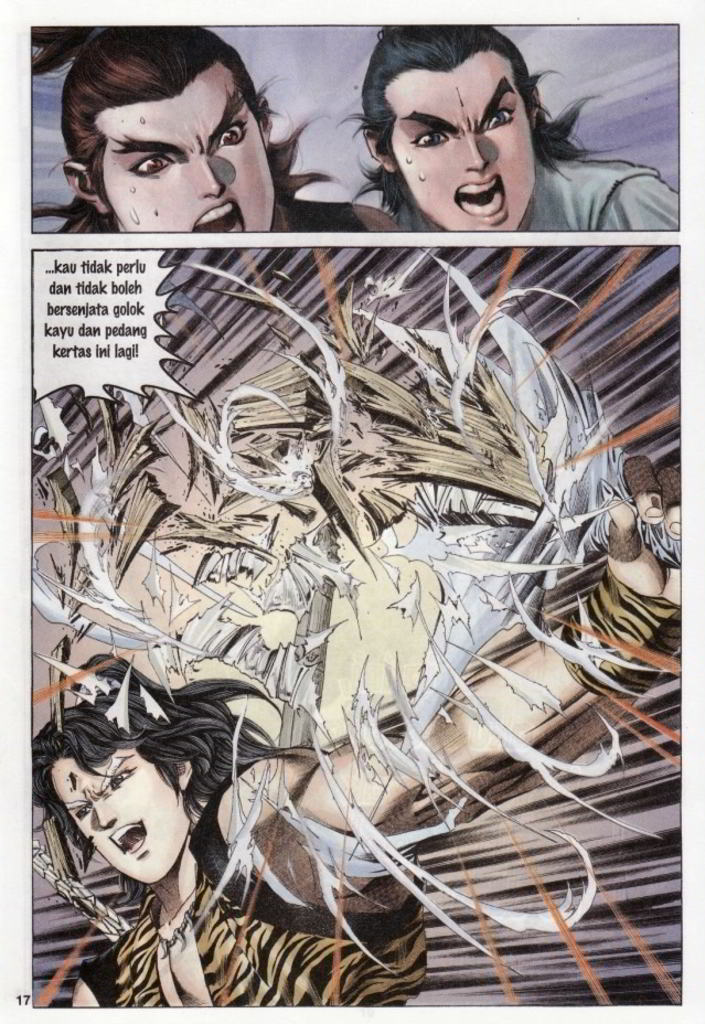 ...kau tidak perlu
dan tidak boleh
bersenjata golok
kayu dan pedang
kertas ini lagi!
17